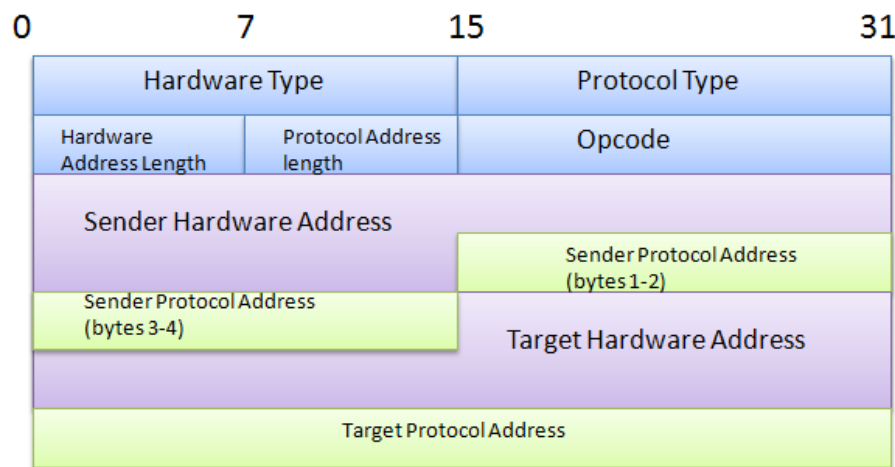 0 7 15 31
Hardware Type Protocol Type
Hardware
Address Length
Protocol Address
length
Opcode
Sender Hardware Address
Sender Protocol Address
(bytes 1-2)
Sender Protocol Address
(bytes 3-4)
Target Hardware Address
Target Protocol Address